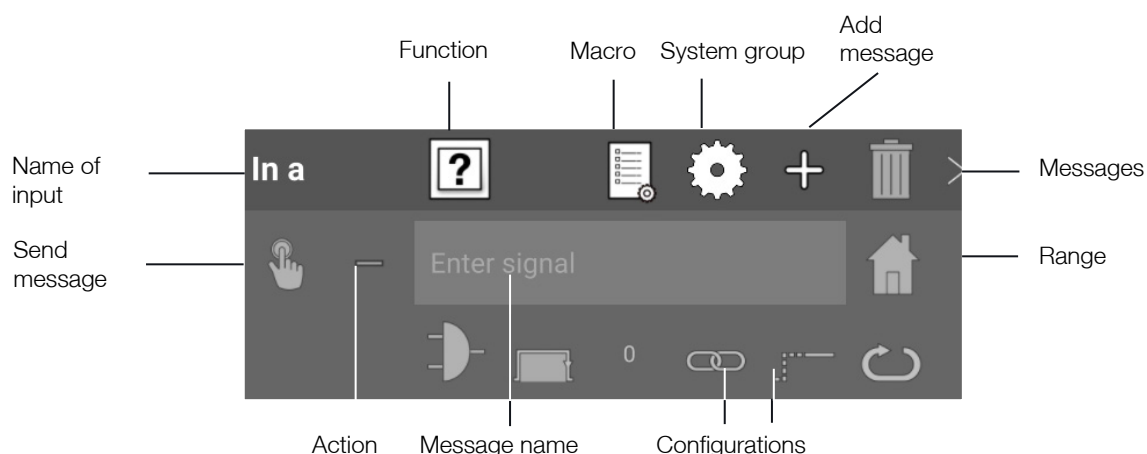 Add
Function Macro System group message
Name of
input
In a
?
Messages
Send
message
Enter signal
Range
0
Action Message name Configurations